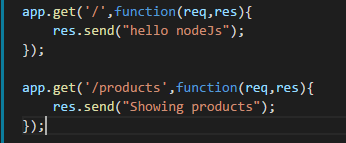 app.get('/',function(req,res){
    res.send("hello nodeJs");
});
app.get('/products',function(req,res){
    res.send("Showing products");
});